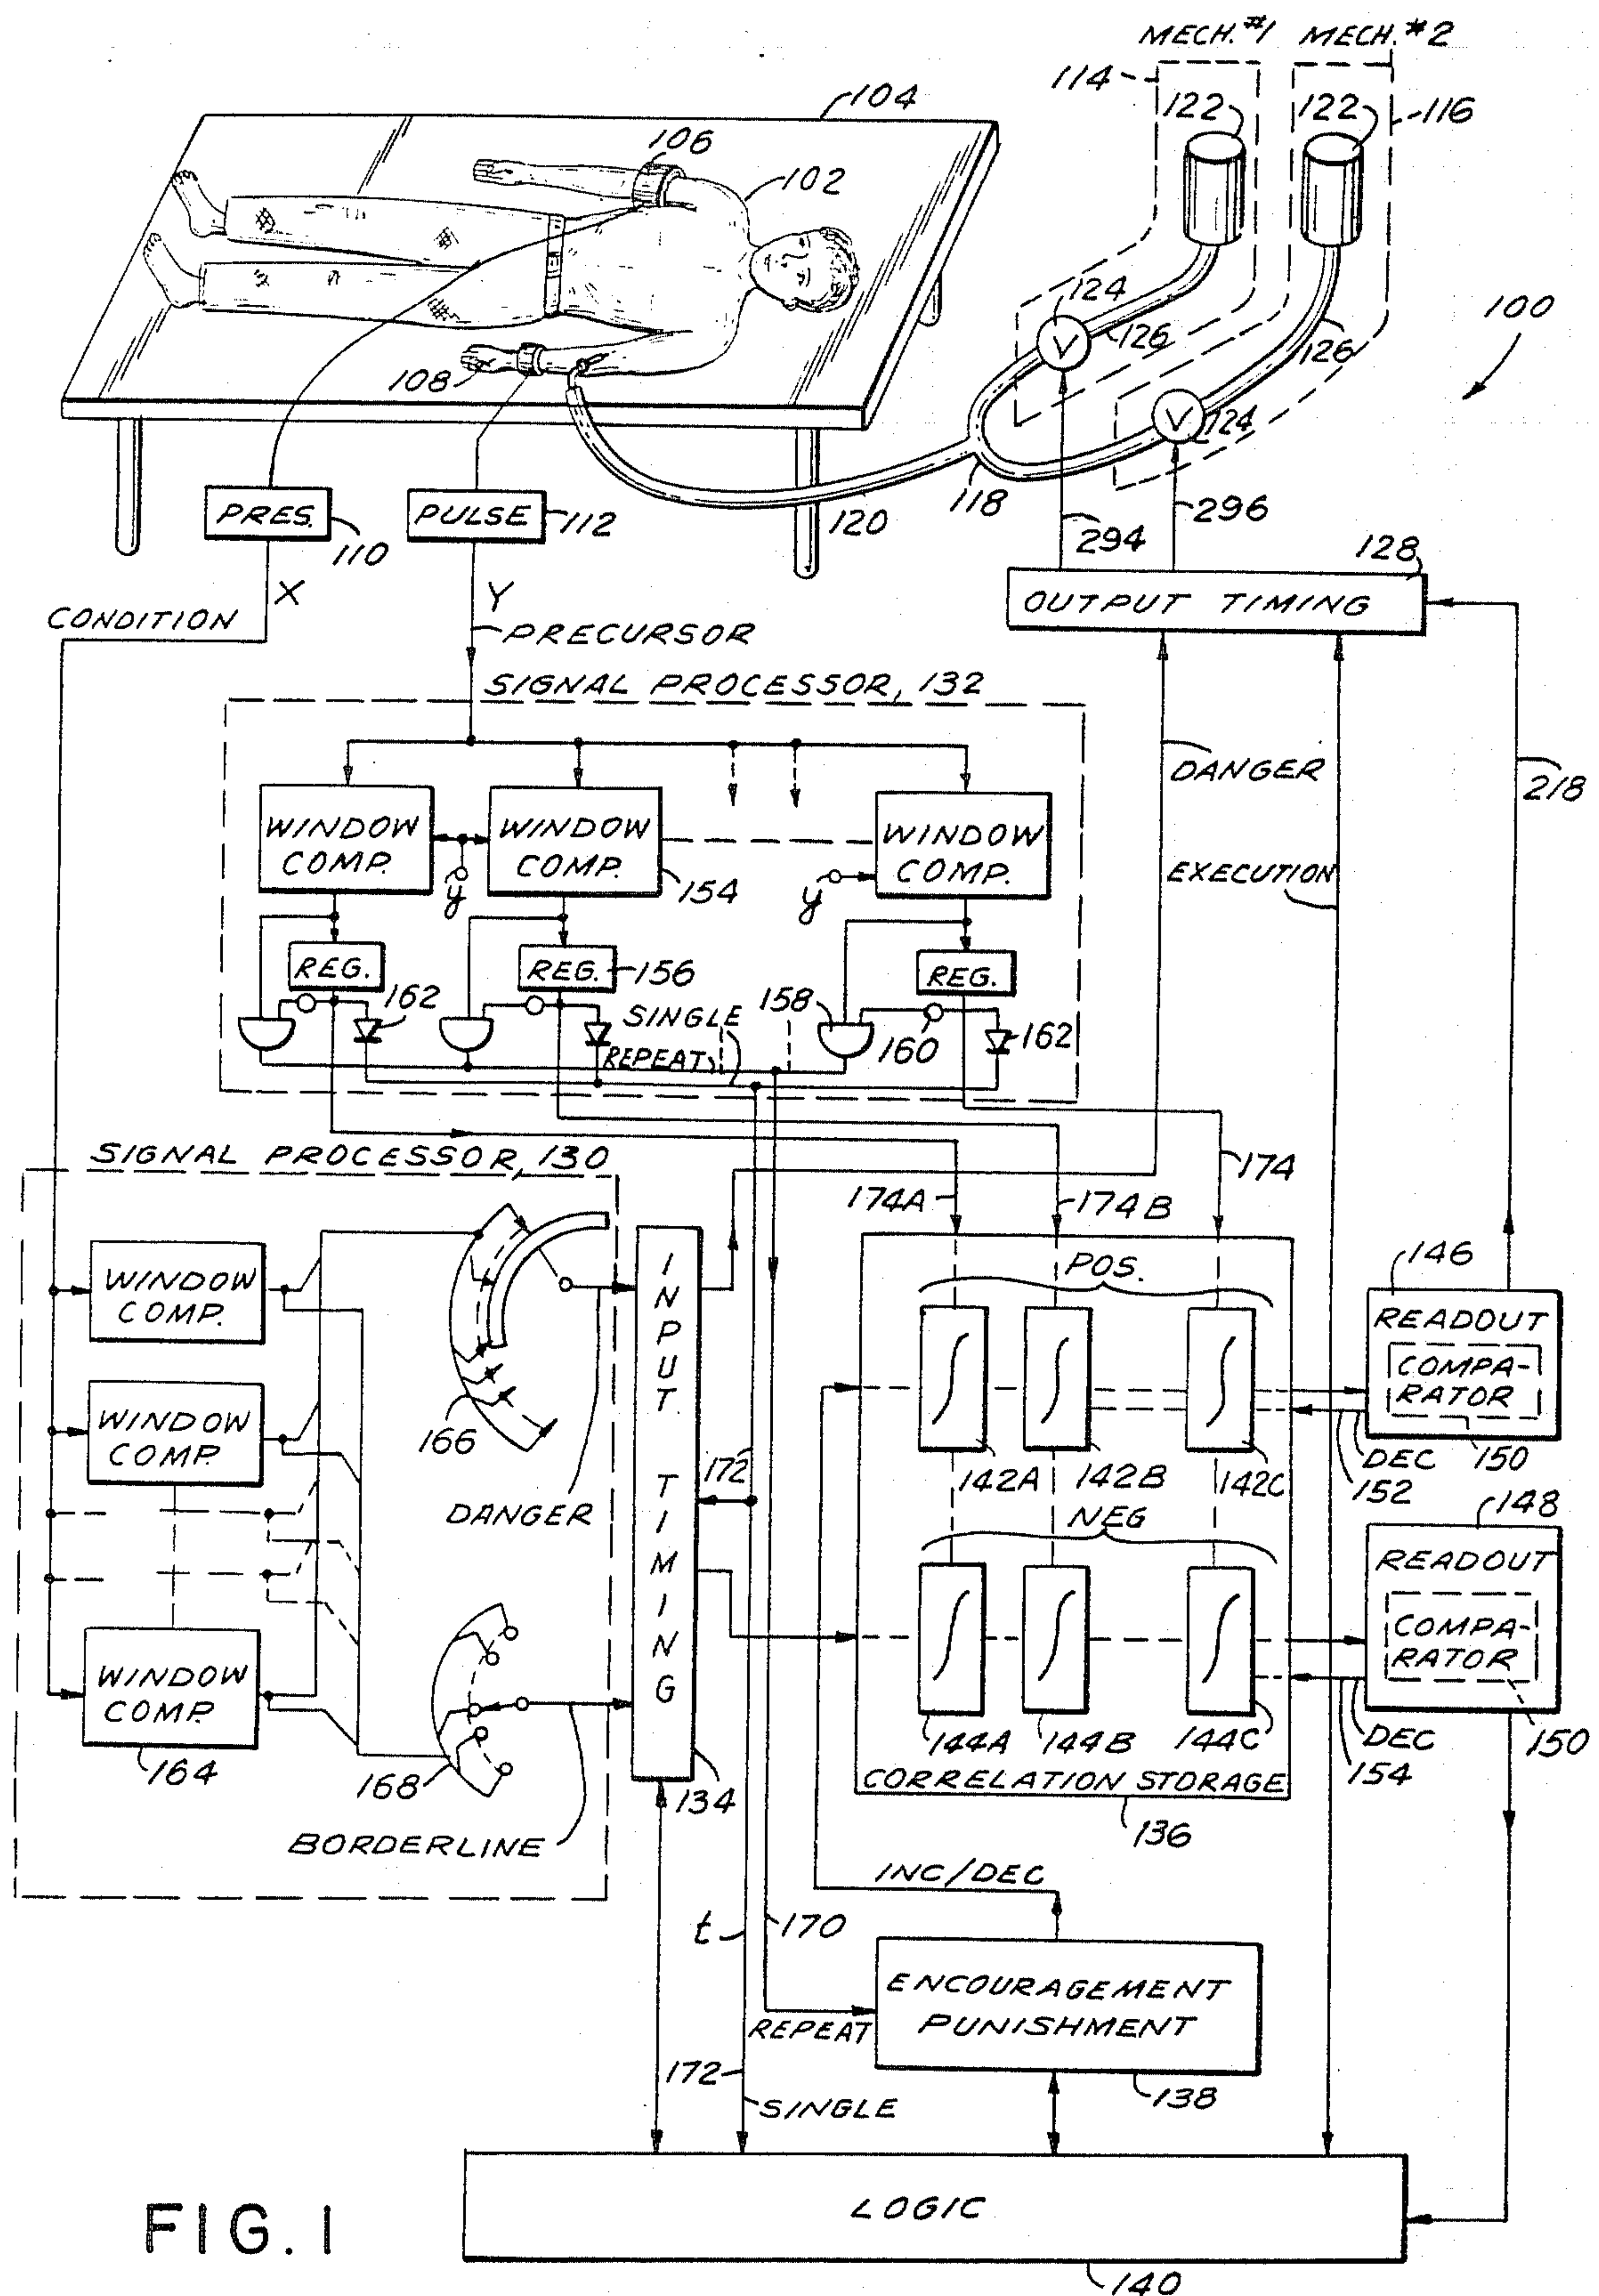 MECH. #1 MECH. #2
104
114
122
122
116
106
102
124
126
126
100
108
124
PRES.
110
PULSE
112
120
118
294
296
128
X
Y
OUTPUT TIMING
CONDITION
PRECURSOR
SIGNAL PROCESSOR, 132
DANGER
218
WINDOW COMP.
WINDOW COMP.
WINDOW COMP.
y
154
y
EXECUTION
REG.
REG.
156
REG.
162
SINGLE
158
REPEAT
160
162
SIGNAL PROCESSOR, 130
174A
174B
174
WINDOW COMP.
INPUT TIMING
POS.
146
READOUT
COMPA-
RATOR
WINDOW COMP.
166
172
142A
142B
142C
DEC
150
152
DANGER
NEG
148
READOUT
COMPA-
RATOR
WINDOW COMP.
164
168
134
144A
144B
144C
DEC
150
154
CORRELATION STORAGE
136
BORDERLINE
INC/DEC
t
170
ENCOURAGEMENT
PUNISHMENT
REPEAT
172
138
SINGLE
LOGIC
FIG. 1
140